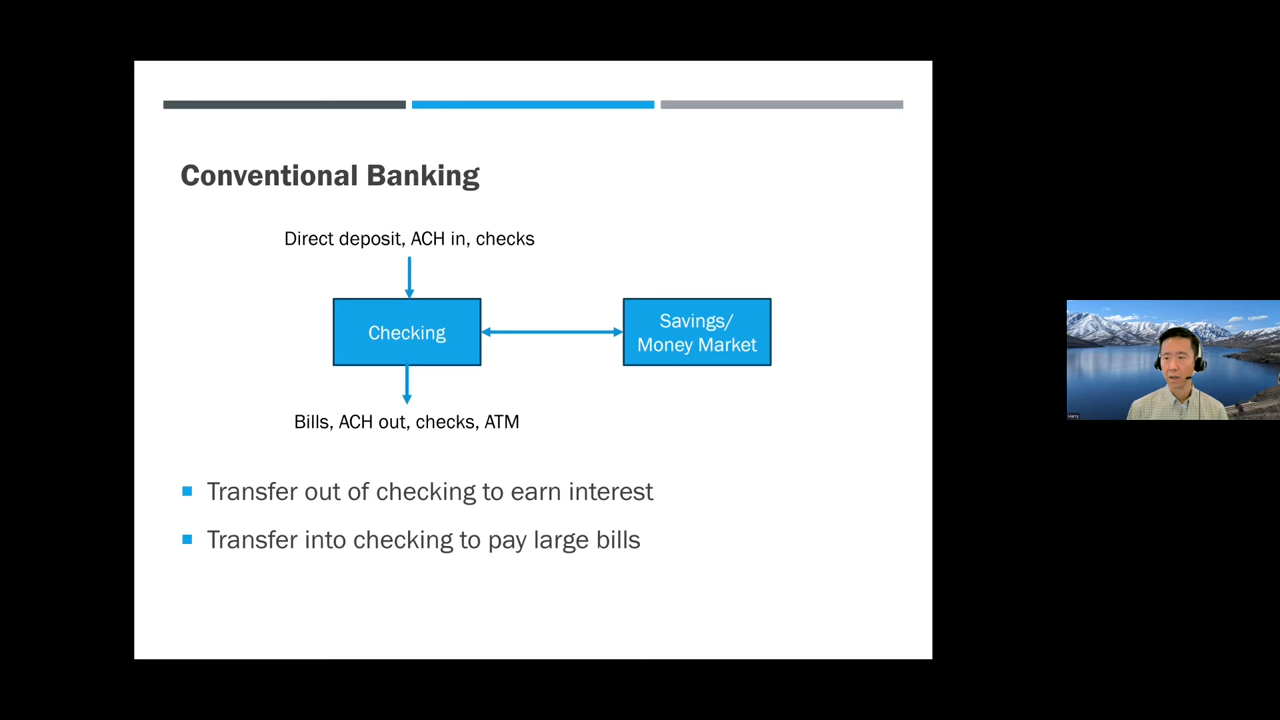 Conventional Banking
Direct deposit, ACH in, checks
Checking
Savings/
Money Market
Bills, ACH out, checks, ATM
Transfer out of checking to earn interest
Transfer into checking to pay large bills
Harry